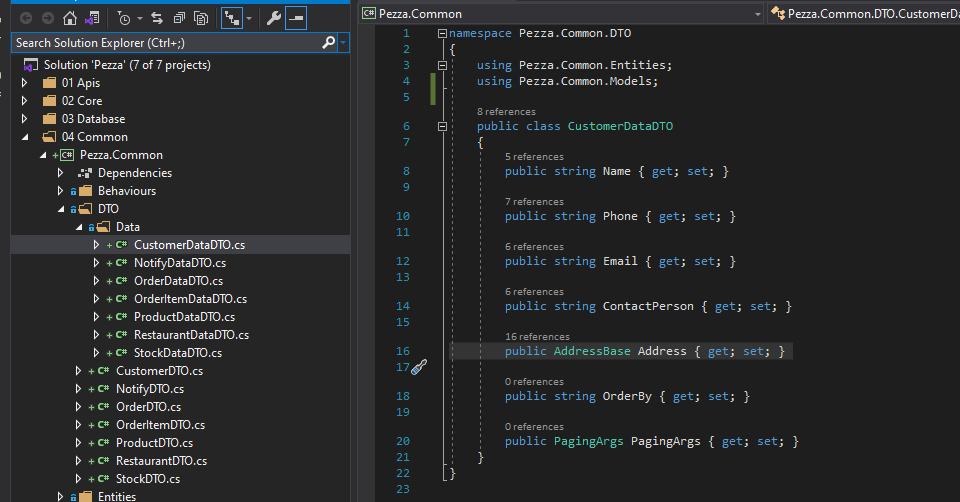 Search Solution Explorer (Ctrl+;)
Solution 'Pezza' (7 of 7 projects)
01 Apis
02 Core
03 Database
04 Common
+ C# Pezza.Common
Dependencies
Behaviours
DTO
Data
+ C# CustomerDataDTO.cs
+ C# NotifyDataDTO.cs
+ C# OrderDataDTO.cs
+ C# OrderItemDataDTO.cs
+ C# ProductDataDTO.cs
+ C# RestaurantDataDTO.cs
+ C# StockDataDTO.cs
+ C# CustomerDTO.cs
+ C# NotifyDTO.cs
+ C# OrderDTO.cs
+ C# OrderItemDTO.cs
+ C# ProductDTO.cs
+ C# RestaurantDTO.cs
+ C# StockDTO.cs
Entities
C# Pezza.Common
Pezza.Common.DTO.CustomerDa
1 namespace Pezza.Common.DTO
2 {
3 using Pezza.Common.Entities;
4 using Pezza.Common.Models;
5
8 references
6 public class CustomerDataDTO
7 {
5 references
8 public string Name { get; set; }
9
7 references
10 public string Phone { get; set; }
11
6 references
12 public string Email { get; set; }
13
6 references
14 public string ContactPerson { get; set; }
15
16 references
16 public AddressBase Address { get; set; }
17
0 references
18 public string OrderBy { get; set; }
19
0 references
20 public PagingArgs PagingArgs { get; set; }
21 }
22 }
23